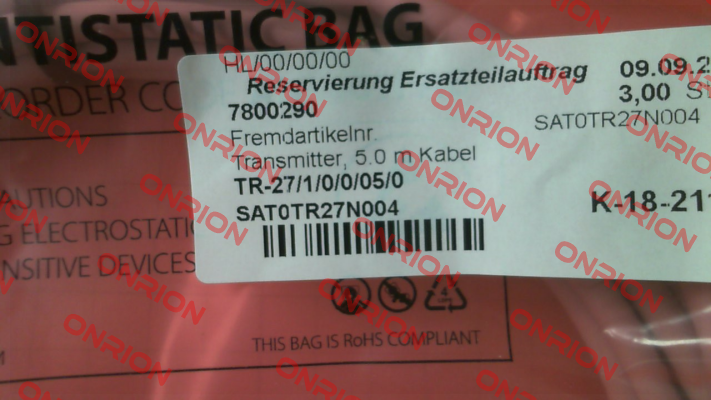 NTISTATIC BAG
ORDER CO
HL/00/00/00
Reservierung Ersatzteilauftrag 09.09.2
7800290 3,00 S
Fremdartikelnr. SAT0TR27N004
Transmitter, 5.0 m Kabel
TR-27/1/0/0/05/0 K-18-211
SAT0TR27N004
AUTIONS
G ELECTROSTATIC
NSITIVE DEVICES
THIS BAG IS RoHS COMPLIANT
M
ONRION